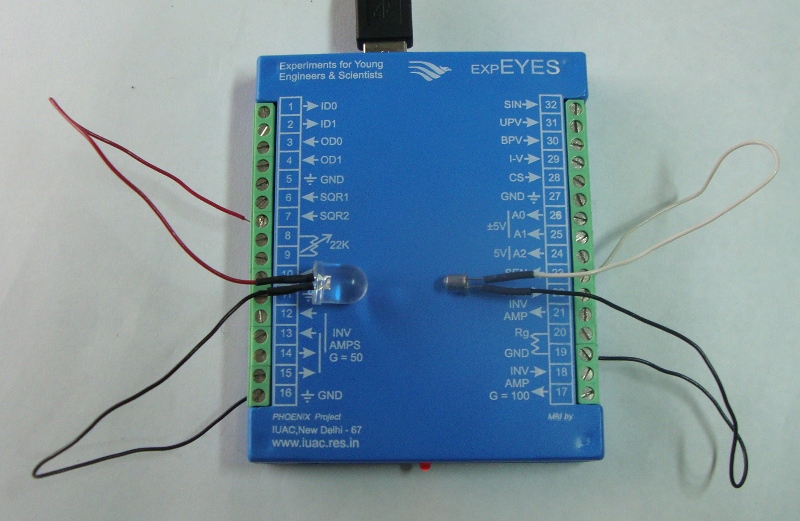 Experiments for Young
Engineers & Scientists
EXPEYES
1 ID0
2 ID1
3 OD0
4 OD1
5 GND
6 SQR1
7 SQR2
8
9
22K
10
12
13
14
15
INV
AMPS
G = 50
16 GND
PHOENIX Project
IUAC, New Delhi - 67
www.iuac.res.in
SIN 32
UPV 31
BPV 30
I-V 29
CS 28
GND 27
±5V
A0 26
A1 25
5V A2 24
INV
AMP 21
Rg 20
GND 19
INV 18
AMP
G = 100 17
Mfd by